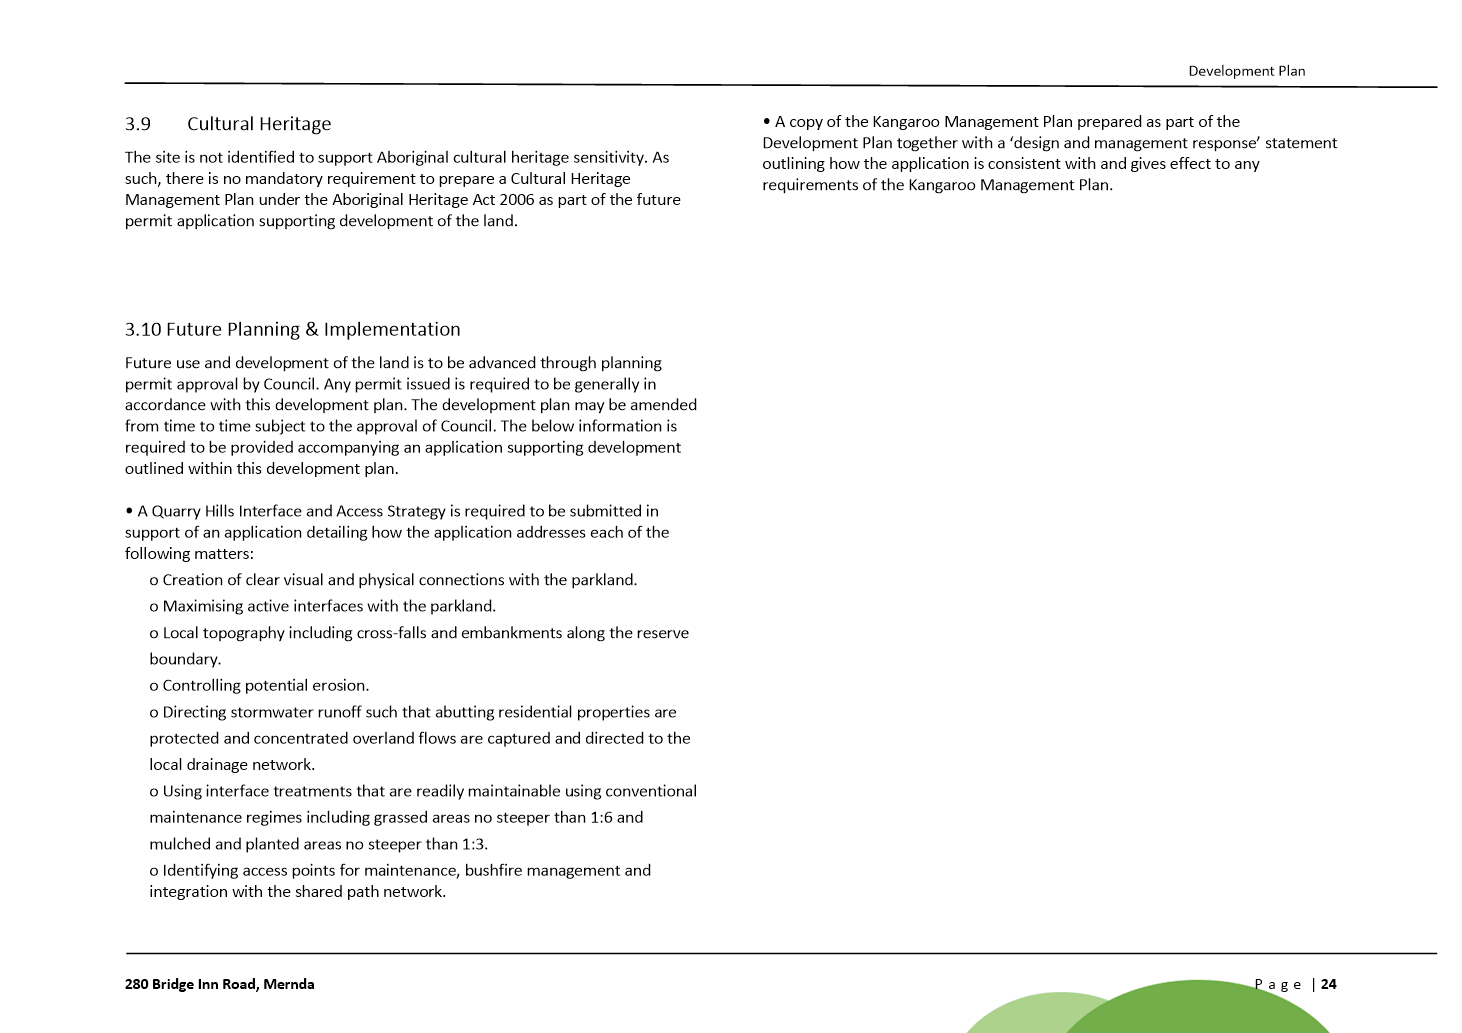 Development Plan
3.9 Cultural Heritage
The site is not identified to support Aboriginal cultural heritage sensitivity. As
such, there is no mandatory requirement to prepare a Cultural Heritage
Management Plan under the Aboriginal Heritage Act 2006 as part of the future
permit application supporting development of the land.
3.10 Future Planning & Implementation
Future use and development of the land is to be advanced through planning
permit approval by Council. Any permit issued is required to be generally in
accordance with this development plan. The development plan may be amended
from time to time subject to the approval of Council. The below information is
required to be provided accompanying an application supporting development
outlined within this development plan.
• A Quarry Hills Interface and Access Strategy is required to be submitted in
support of an application detailing how the application addresses each of the
following matters:
o Creation of clear visual and physical connections with the parkland.
o Maximising active interfaces with the parkland.
o Local topography including cross-falls and embankments along the reserve
boundary.
o Controlling potential erosion.
o Directing stormwater runoff such that abutting residential properties are
protected and concentrated overland flows are captured and directed to the
local drainage network.
o Using interface treatments that are readily maintainable using conventional
maintenance regimes including grassed areas no steeper than 1:6 and
mulched and planted areas no steeper than 1:3.
o Identifying access points for maintenance, bushfire management and
integration with the shared path network.
• A copy of the Kangaroo Management Plan prepared as part of the
Development Plan together with a ‘design and management response’ statement
outlining how the application is consistent with and gives effect to any
requirements of the Kangaroo Management Plan.
280 Bridge Inn Road, Mernda
Page | 24